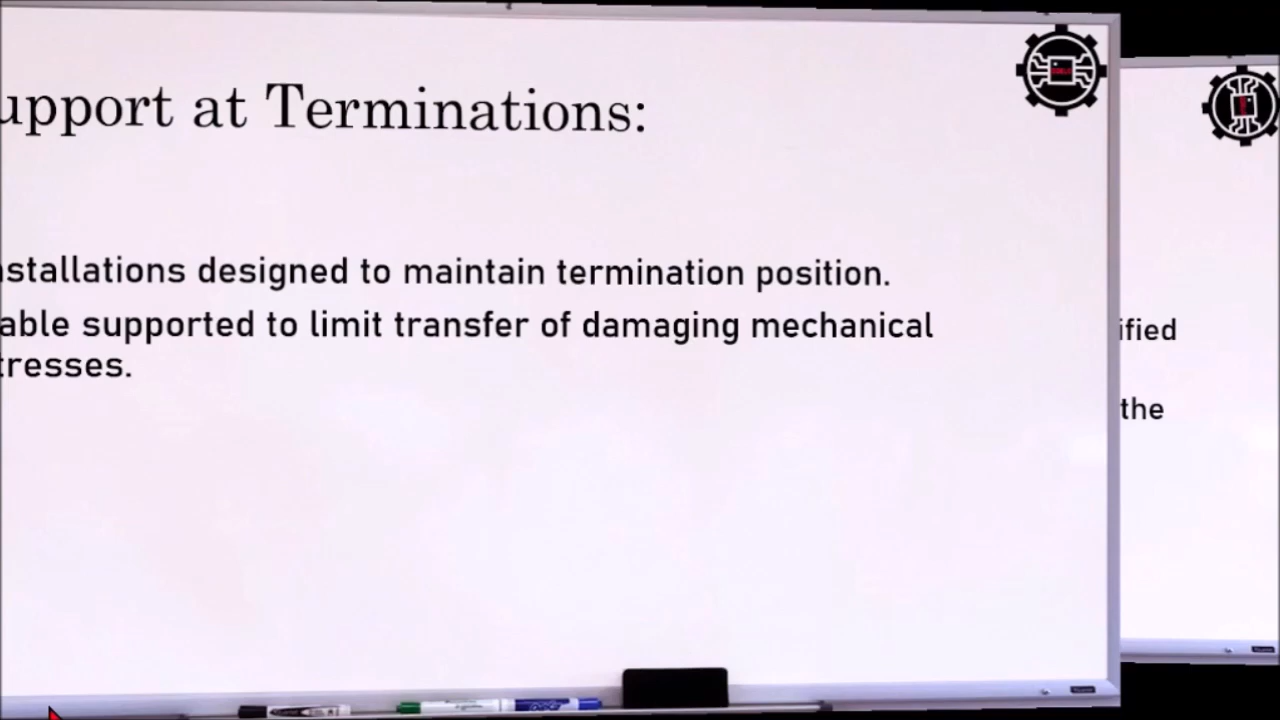 upport at Terminations:
nstallations designed to maintain termination position.
able supported to limit transfer of damaging mechanical
tresses.
ified
the